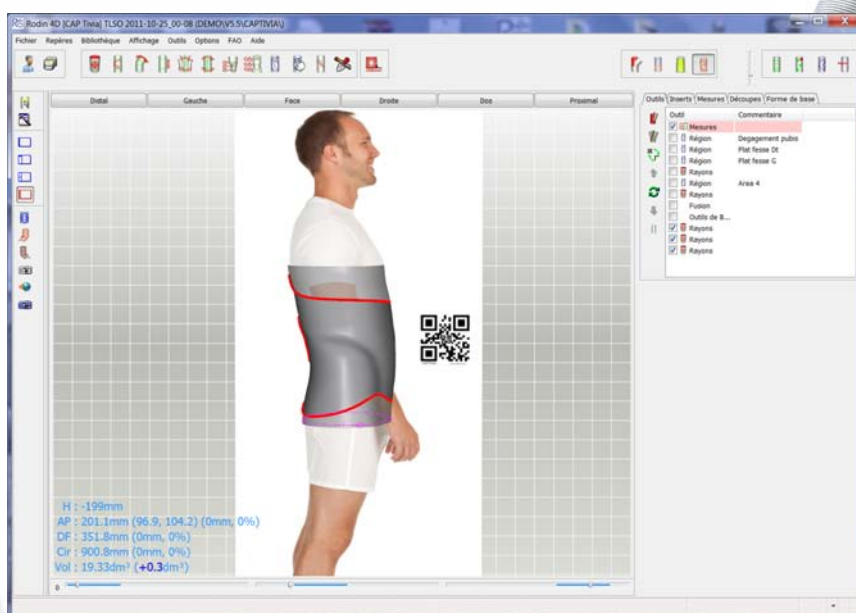 Rodin 4D [CAP Tivia] TLSO 2011-10-25_00-08 (DEMO\V5.5\CAPTIVIA\)
Fichier Repères Bibliothèque Affichage Outils Options FAO Aide
Distal Gauche Face Droite Dos Proximal
Outils Inserts Mesures Découpes Forme de base
Outil Commentaire
Mesures
Région Degagement pubis
Région Plat fesse Dt
Région Plat fesse G
Rayons
Région Area 4
Rayons
Fusion
Outils de B...
Rayons
Rayons
Rayons
H : -199mm
AP : 201.1mm (96.9, 104.2) (0mm, 0%)
DF : 351.8mm (0mm, 0%)
Cir : 900.8mm (0mm, 0%)
Vol : 19.33dm³ (+0.3dm³)
0